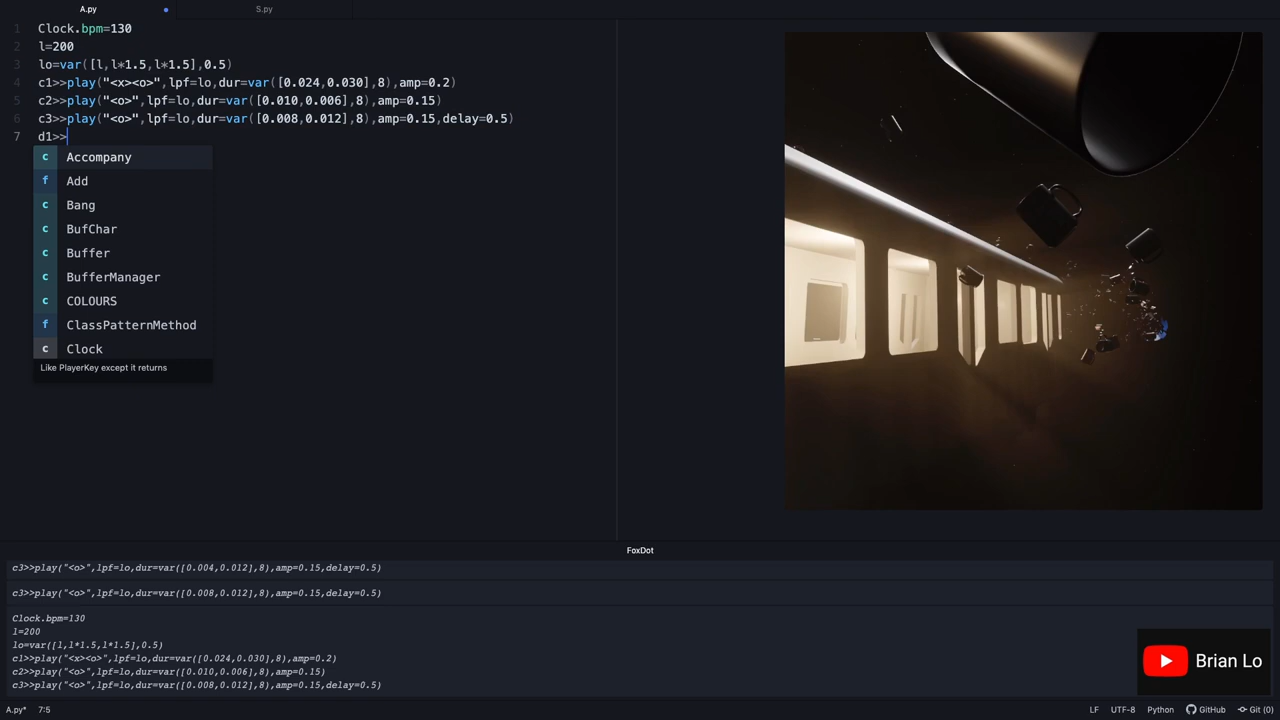 A.py
S.py
1 Clock.bpm=130
2 l=200
3 lo=var([l,l*1.5,l*1.5],0.5)
4 c1>>play("<x><o>",lpf=lo,dur=var([0.024,0.030],8),amp=0.2)
5 c2>>play("<o>",lpf=lo,dur=var([0.010,0.006],8),amp=0.15)
6 c3>>play("<o>",lpf=lo,dur=var([0.008,0.012],8),amp=0.15,delay=0.5)
7 d1>>
c Accompany
f Add
c Bang
c BufChar
c Buffer
c BufferManager
c COLOURS
f ClassPatternMethod
c Clock
Like PlayerKey except it returns
FoxDot
c3>>play("<o>",lpf=lo,dur=var([0.004,0.012],8),amp=0.15,delay=0.5)
c3>>play("<o>",lpf=lo,dur=var([0.008,0.012],8),amp=0.15,delay=0.5)
Clock.bpm=130
l=200
lo=var([l,l*1.5,l*1.5],0.5)
c1>>play("<x><o>",lpf=lo,dur=var([0.024,0.030],8),amp=0.2)
c2>>play("<o>",lpf=lo,dur=var([0.010,0.006],8),amp=0.15)
c3>>play("<o>",lpf=lo,dur=var([0.008,0.012],8),amp=0.15,delay=0.5)
Brian Lo
A.py* 7:5 LF UTF-8 Python GitHub Git (0)